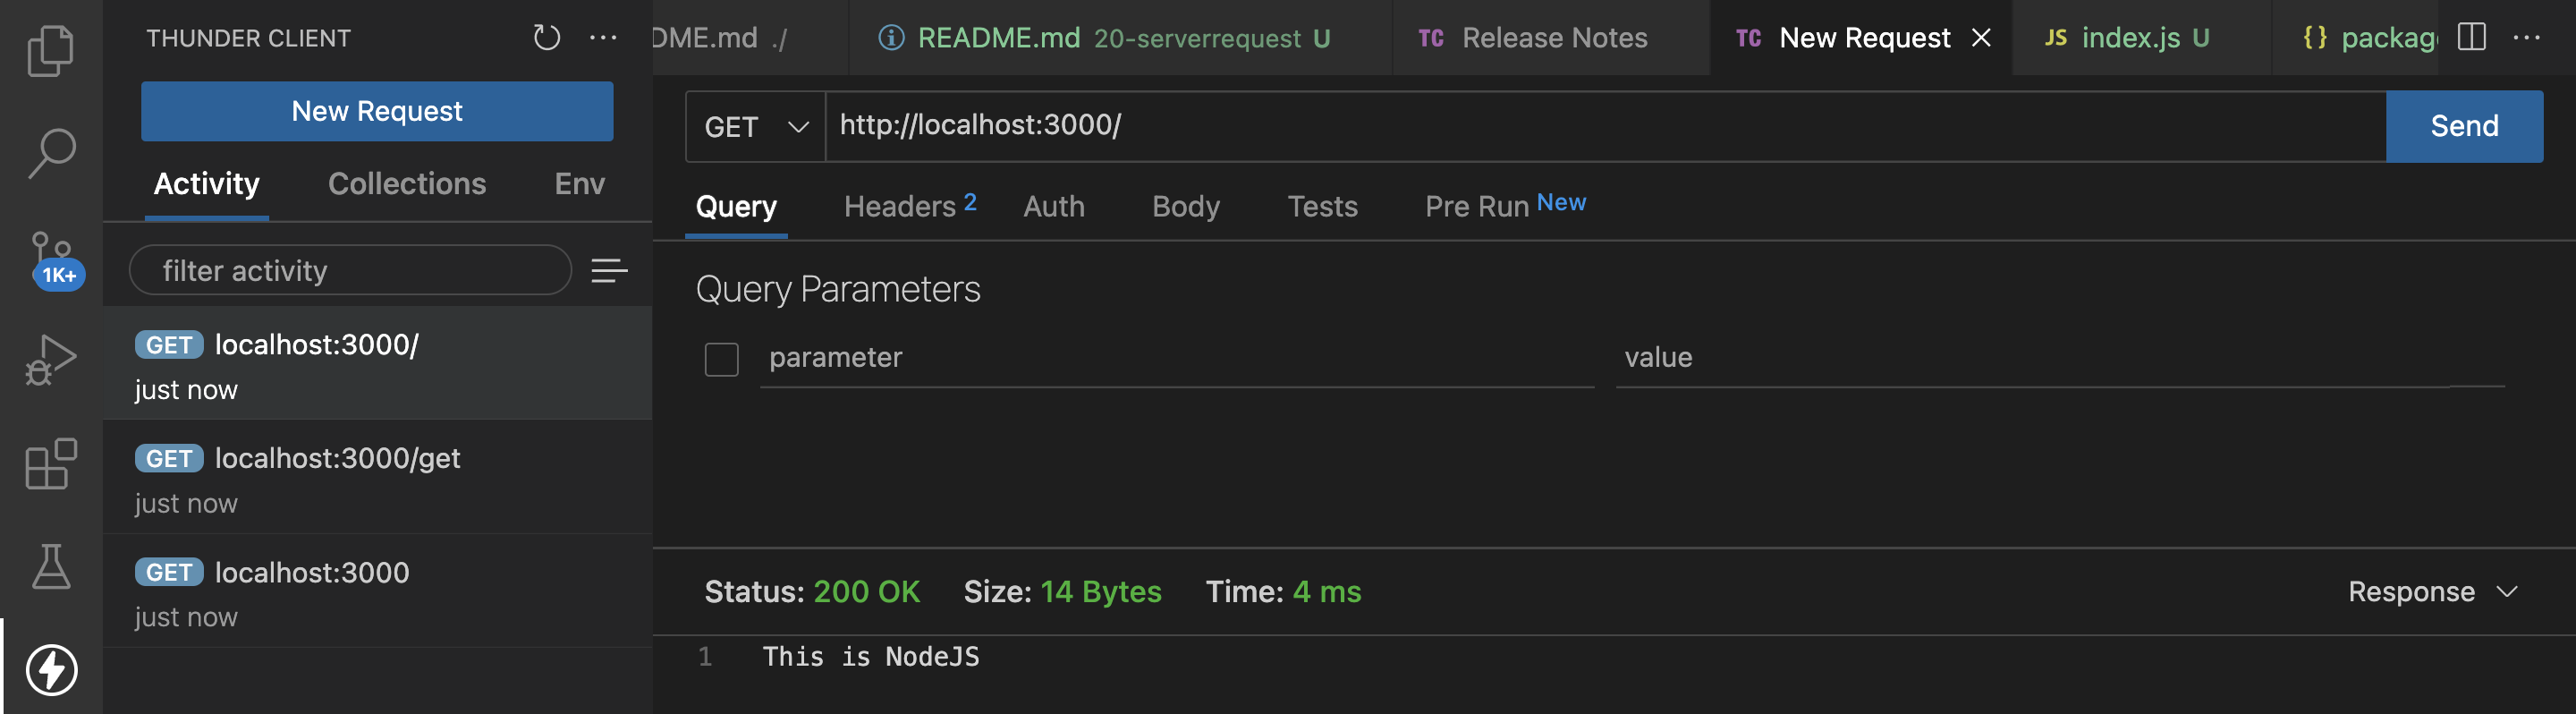 THUNDER CLIENT
New Request
Activity Collections Env
filter activity
1K+
GET localhost:3000/
just now
GET localhost:3000/get
just now
GET localhost:3000
just now
DME.md ./ README.md 20-serverrequest U TC Release Notes TC New Request JS index.js U {} packag
GET http://localhost:3000/ Send
Query Headers 2 Auth Body Tests Pre Run New
Query Parameters
parameter value
Status: 200 OK Size: 14 Bytes Time: 4 ms Response
1 This is NodeJS